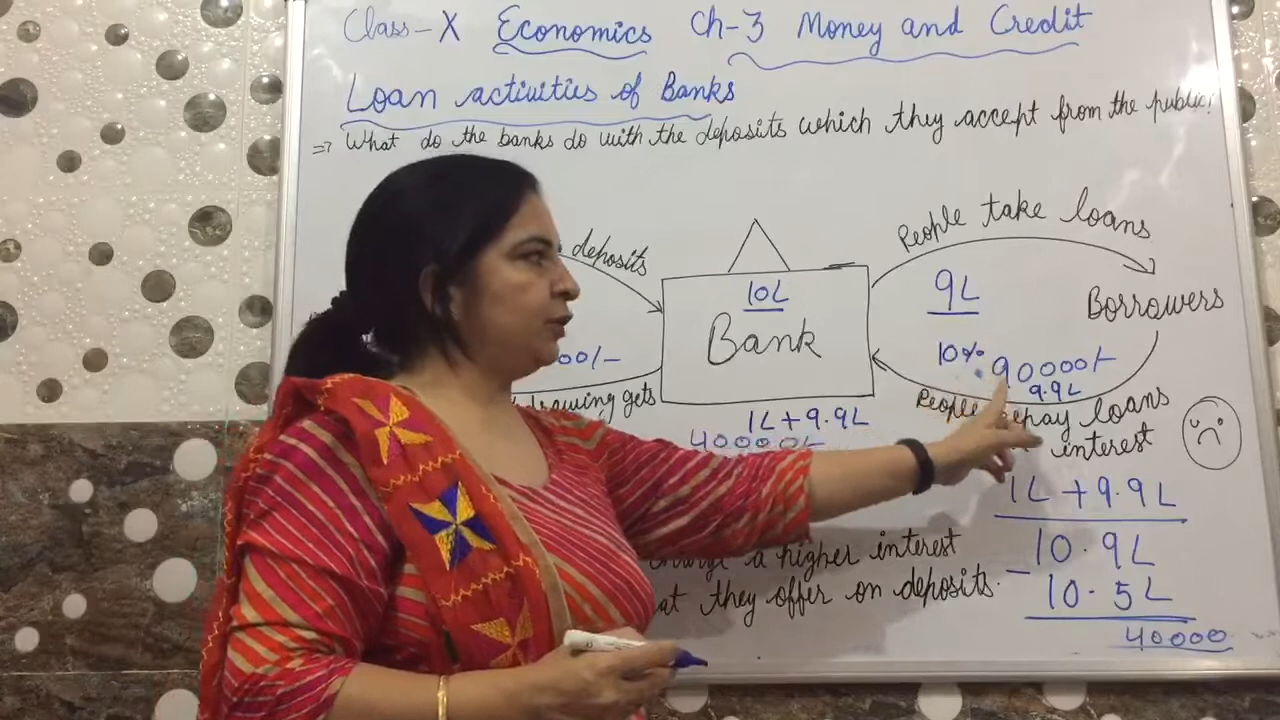 Class-X Economics Ch-3 Money and Credit
Loan activities of Banks
=> What do the banks do with the deposits which they accept from the public?
deposits
People take loans
10L
Bank
9L
Borrowers
00/-
10%
90000/-
9.9L
gets
People repay loans
interest
1L + 9.9L
40000L
1L + 9.9L
10.9L
- 10.5L
40000
a higher interest
they offer on deposits.